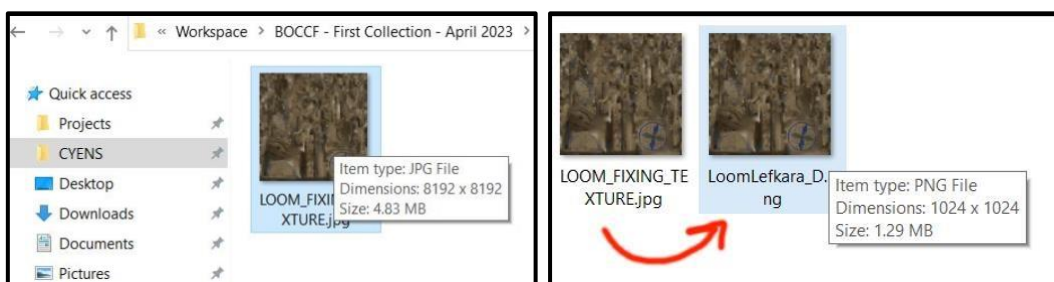 « Workspace > BOCCF - First Collection - April 2023 >
Quick access
Projects
CYENS
Desktop
Downloads
Documents
Pictures
Item type: JPG File
Dimensions: 8192 x 8192
Size: 4.83 MB
LOOM_FIXIN
XTURE.jpg
LOOM_FIXING_TE
XTURE.jpg
LoomLefkara_D.
ng
Item type: PNG File
Dimensions: 1024 x 1024
Size: 1.29 MB